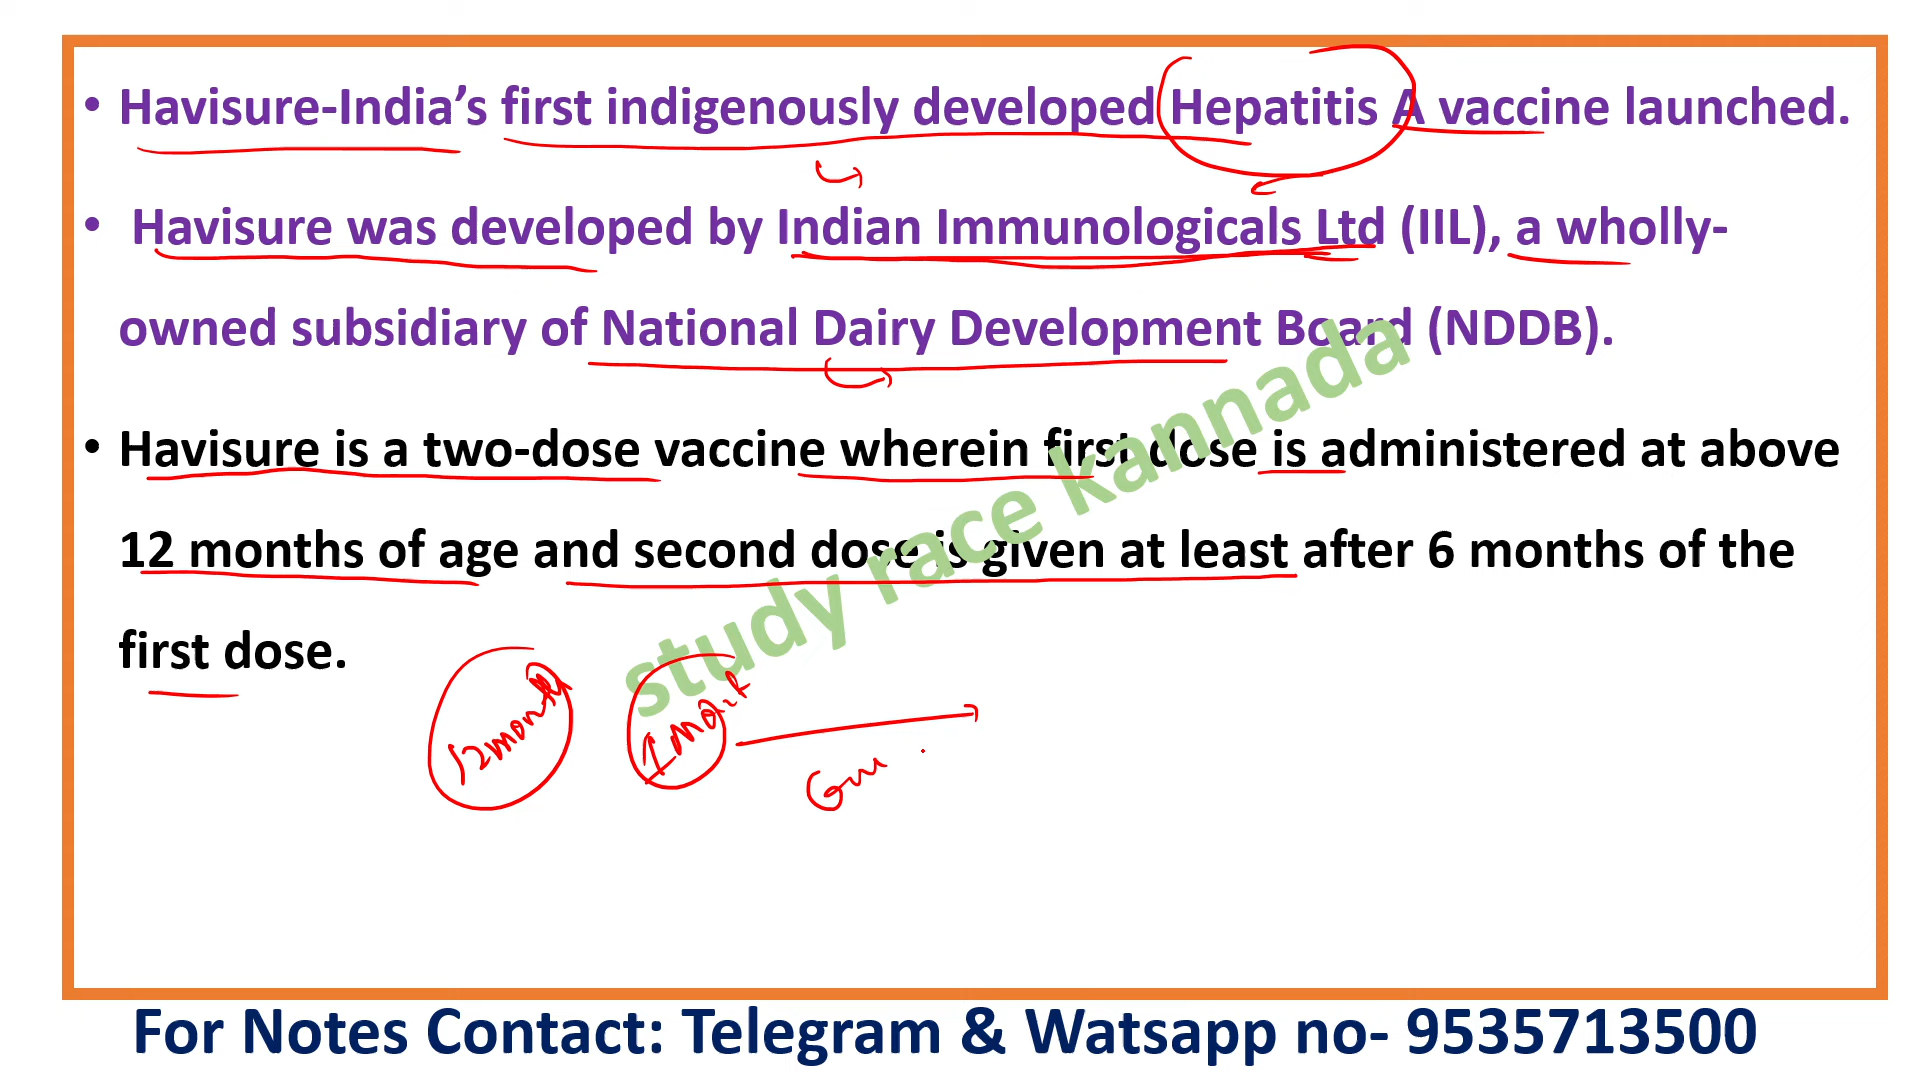 • Havisure-India’s first indigenously developed Hepatitis A vaccine launched.
• Havisure was developed by Indian Immunologicals Ltd (IIL), a wholly-
owned subsidiary of National Dairy Development Board (NDDB).
• Havisure is a two-dose vaccine wherein first dose is administered at above
12 months of age and second dose is given at least after 6 months of the
first dose.
study race kannada
12month
For Notes Contact: Telegram & Watsapp no- 9535713500